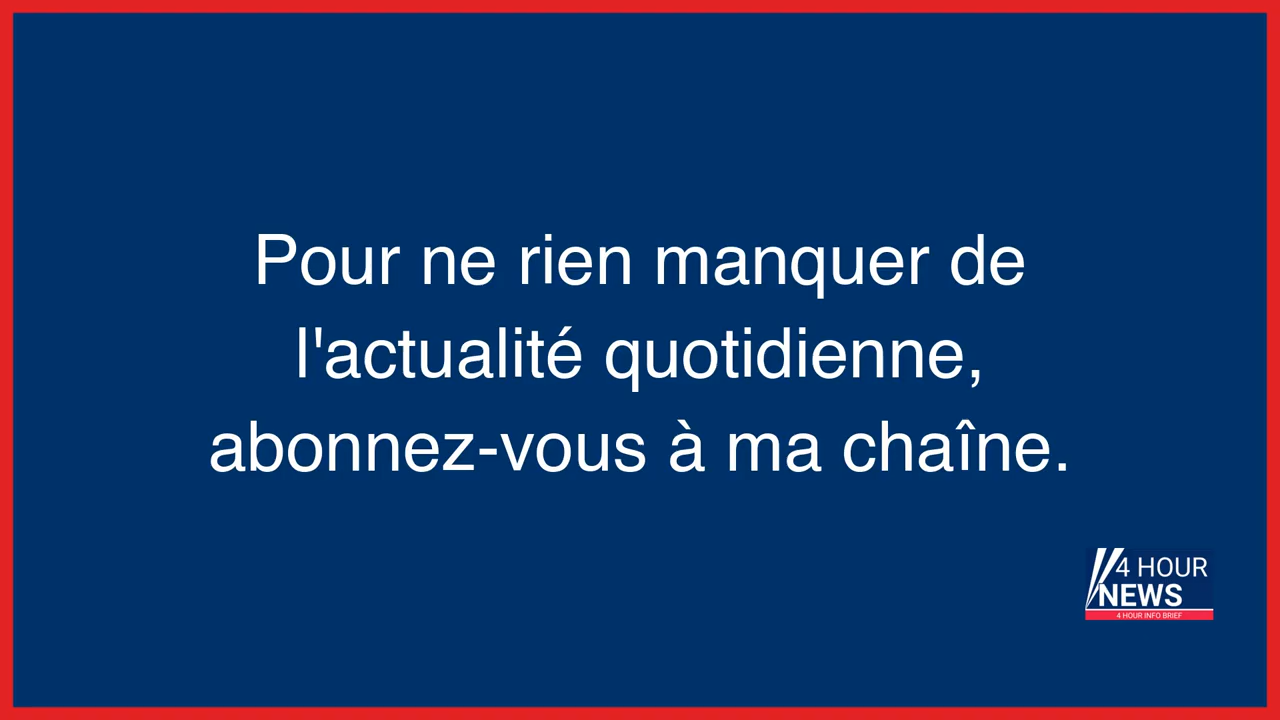 Pour ne rien manquer de
l'actualité quotidienne,
abonnez-vous à ma chaîne.
4 HOUR
NEWS
4 HOUR INFO BRIEF